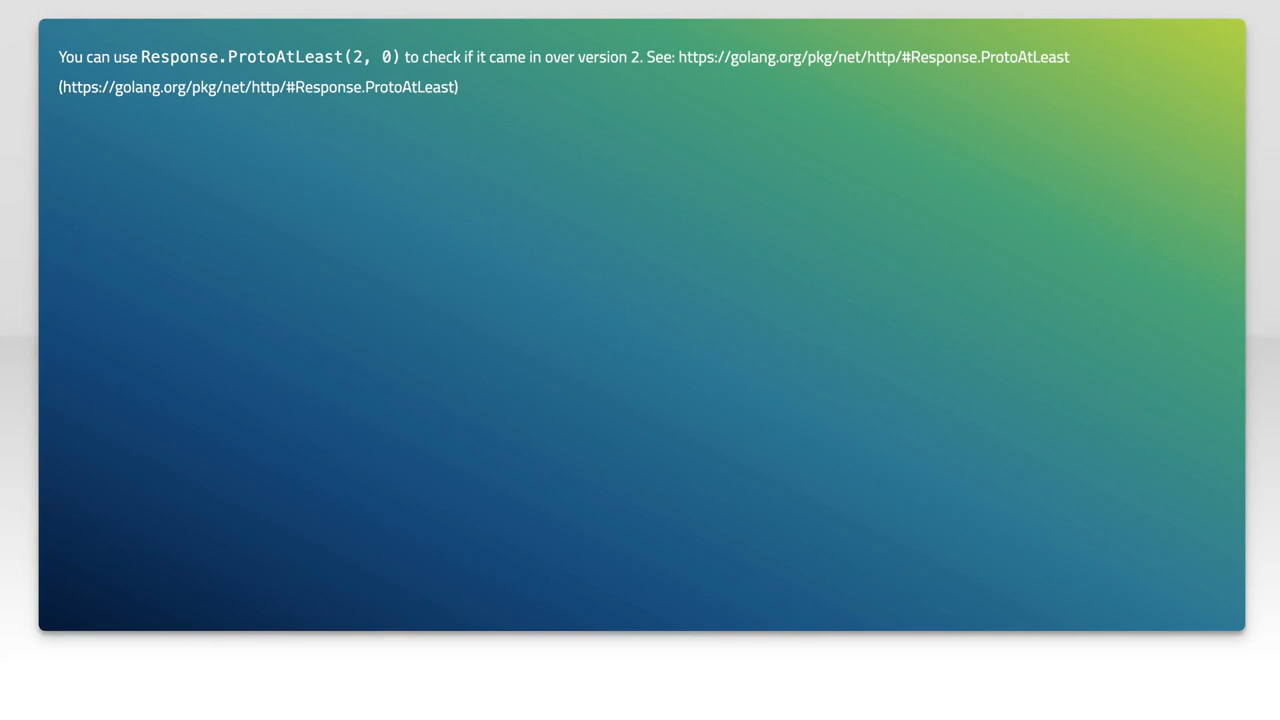 You can use Response.ProtoAtLeast(2, 0) to check if it came in over version 2. See: https://golang.org/pkg/net/http/#Response.ProtoAtLeast
(https://golang.org/pkg/net/http/#Response.ProtoAtLeast)